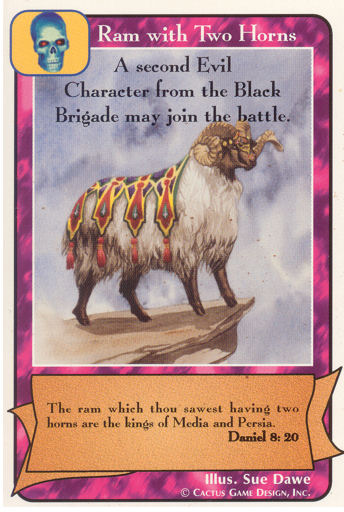 Ram with Two Horns
A second Evil
Character from the Black
Brigade may join the battle.
The ram which thou sawest having two
horns are the kings of Media and Persia.
Daniel 8: 20
Illus. Sue Dawe
© Cactus Game Design, Inc.